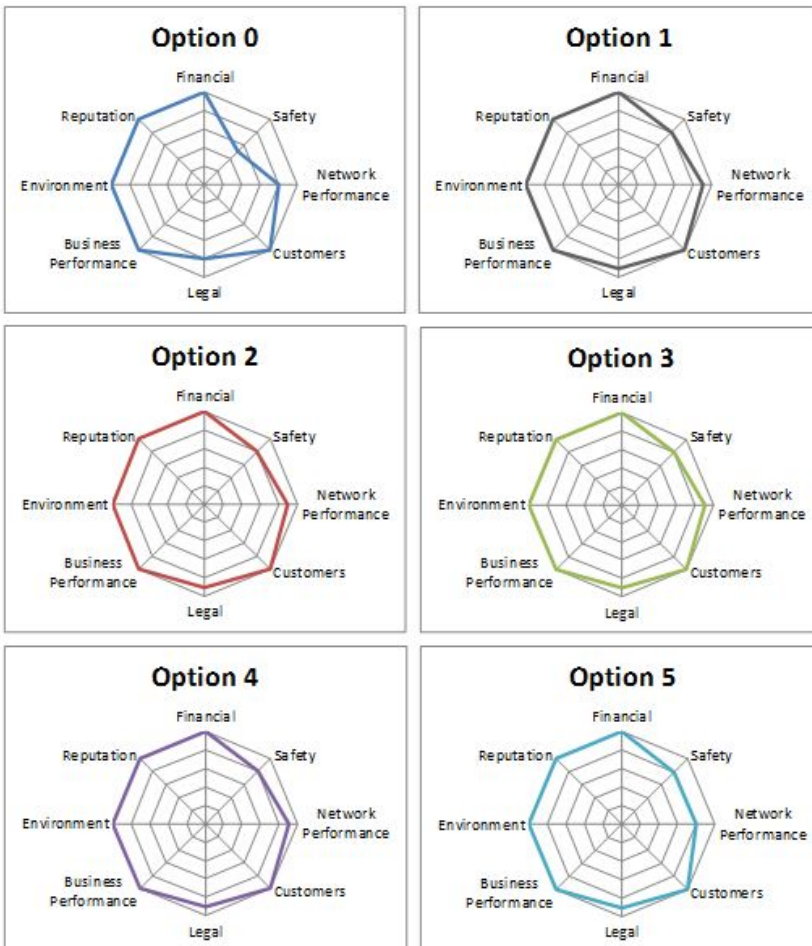 Option 0
Financial
Reputation
Safety
Environment
Network
Performance
Business
Performance
Customers
Legal
Option 1
Financial
Reputation
Safety
Environment
Network
Performance
Business
Performance
Customers
Legal
Option 2
Financial
Reputation
Safety
Environment
Network
Performance
Business
Performance
Customers
Legal
Option 3
Financial
Reputation
Safety
Environment
Network
Performance
Business
Performance
Customers
Legal
Option 4
Financial
Reputation
Safety
Environment
Network
Performance
Business
Performance
Customers
Legal
Option 5
Financial
Reputation
Safety
Environment
Network
Performance
Business
Performance
Customers
Legal